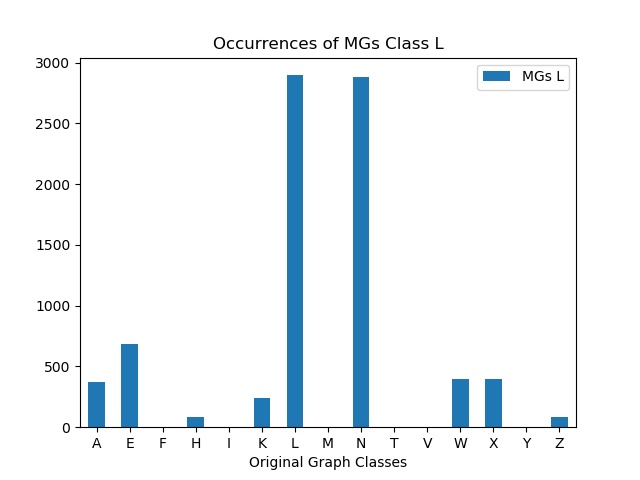 Occurrences of MGs Class L
MGs L
3000
2500
2000
1500
1000
500
0
A E F H I K L M N T V W X Y Z
Original Graph Classes